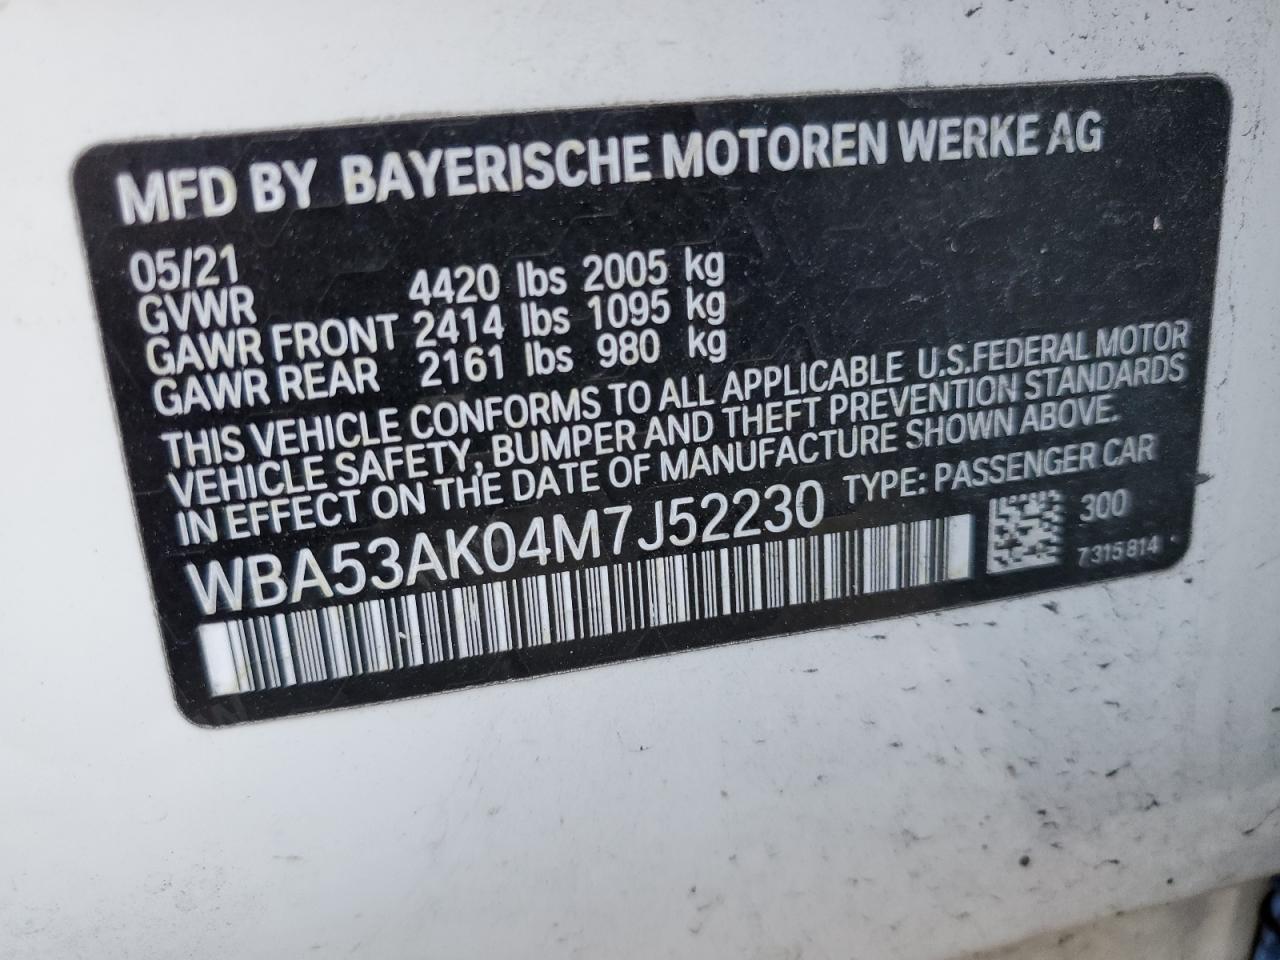 MFD BY BAYERISCHE MOTOREN WERKE AG
05/21
GVWR 4420 lbs 2005 kg
GAWR FRONT 2414 lbs 1095 kg
GAWR REAR 2161 lbs 980 kg
THIS VEHICLE CONFORMS TO ALL APPLICABLE U.S.FEDERAL MOTOR
VEHICLE SAFETY, BUMPER AND THEFT PREVENTION STANDARDS
IN EFFECT ON THE DATE OF MANUFACTURE SHOWN ABOVE.
WBA53AK04M7J52230 TYPE: PASSENGER CAR
300
7315814